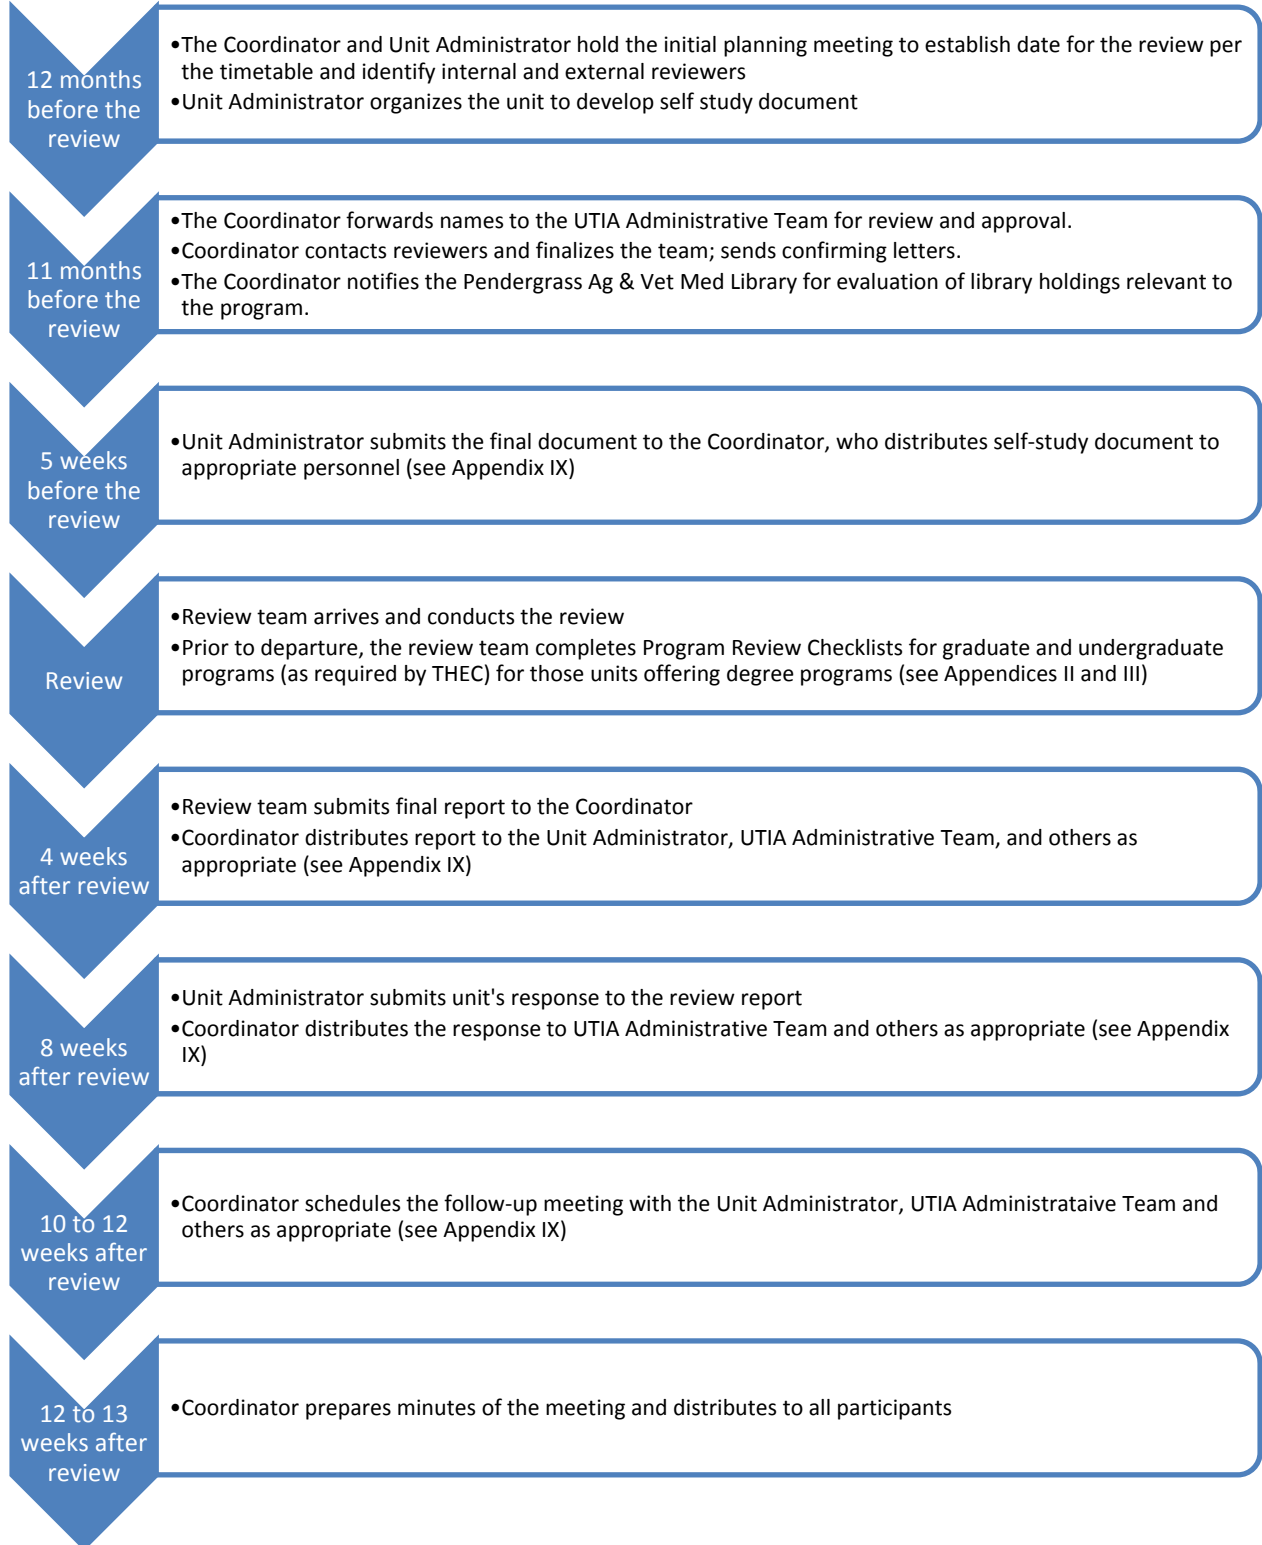 12 months
before the
review
•The Coordinator and Unit Administrator hold the initial planning meeting to establish date for the review per
the timetable and identify internal and external reviewers
•Unit Administrator organizes the unit to develop self study document
11 months
before the
review
•The Coordinator forwards names to the UTIA Administrative Team for review and approval.
•Coordinator contacts reviewers and finalizes the team; sends confirming letters.
•The Coordinator notifies the Pendergrass Ag & Vet Med Library for evaluation of library holdings relevant to
the program.
5 weeks
before the
review
•Unit Administrator submits the final document to the Coordinator, who distributes self-study document to
appropriate personnel (see Appendix IX)
Review
•Review team arrives and conducts the review
•Prior to departure, the review team completes Program Review Checklists for graduate and undergraduate
programs (as required by THEC) for those units offering degree programs (see Appendices II and III)
4 weeks
after review
•Review team submits final report to the Coordinator
•Coordinator distributes report to the Unit Administrator, UTIA Administrative Team, and others as
appropriate (see Appendix IX)
8 weeks
after review
•Unit Administrator submits unit's response to the review report
•Coordinator distributes the response to UTIA Administrative Team and others as appropriate (see Appendix
IX)
10 to 12
weeks after
review
•Coordinator schedules the follow-up meeting with the Unit Administrator, UTIA Administrataive Team and
others as appropriate (see Appendix IX)
12 to 13
weeks after
review
•Coordinator prepares minutes of the meeting and distributes to all participants